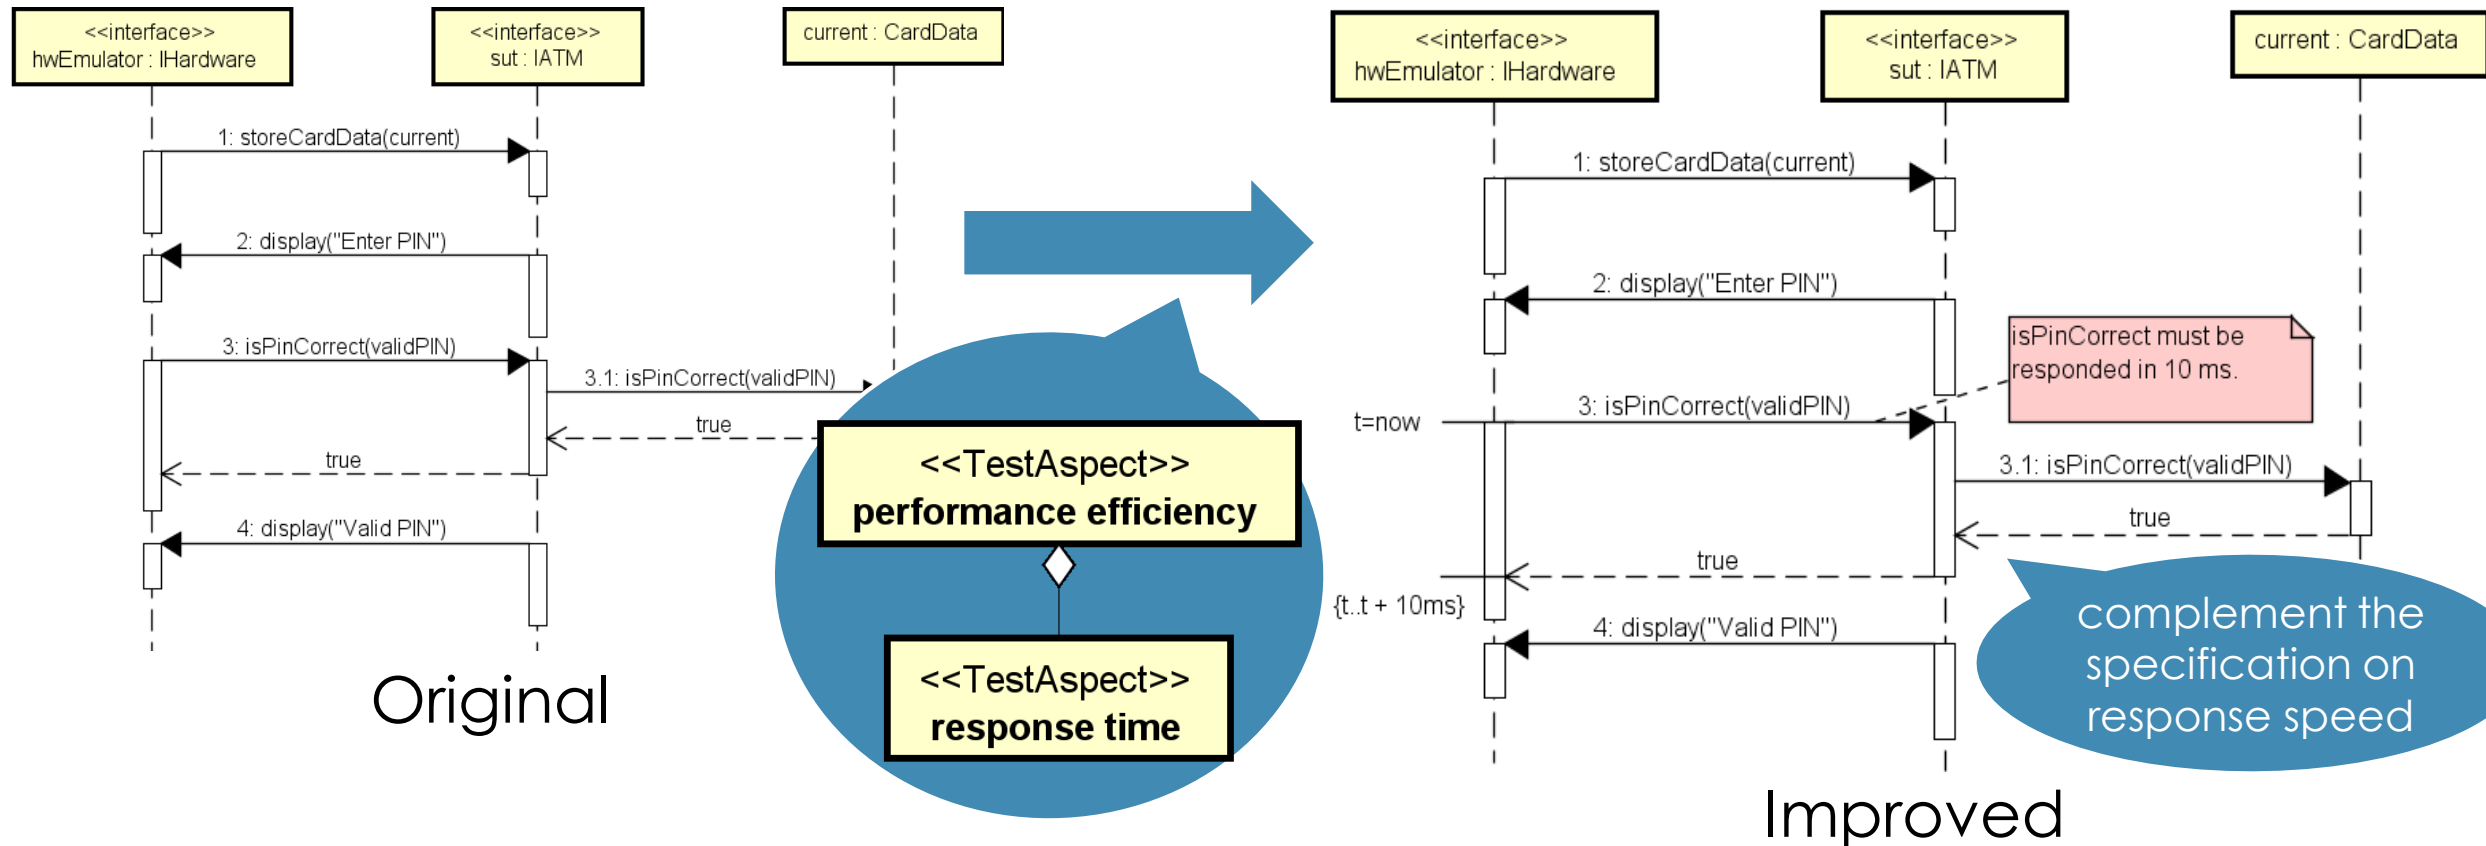 <<interface>>
hwEmulator : IHardware
<<interface>>
sut : IATM
current : CardData
1: storeCardData(current)
2: display("Enter PIN")
3: isPinCorrect(validPIN)
3.1: isPinCorrect(validPIN)
true
true
4: display("Valid PIN")
Original
<<TestAspect>>
performance efficiency
<<TestAspect>>
response time
<<interface>>
hwEmulator : IHardware
<<interface>>
sut : IATM
current : CardData
1: storeCardData(current)
2: display("Enter PIN")
isPinCorrect must be
responded in 10 ms.
t=now
3: isPinCorrect(validPIN)
3.1: isPinCorrect(validPIN)
true
true
{t..t + 10ms}
4: display("Valid PIN")
complement the
specification on
response speed
Improved